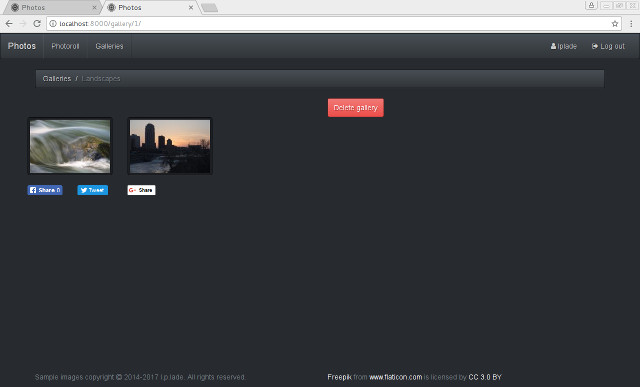 Photos
Photos
localhost:8000/gallery/1/
Photos Photoroll Galleries lplade Log out
Galleries / Landscapes
Delete gallery
Share 0 Tweet G+ Share
Sample images copyright © 2014-2017 l.p.lade. All rights reserved.
Freepik from www.flaticon.com is licensed by CC 3.0 BY